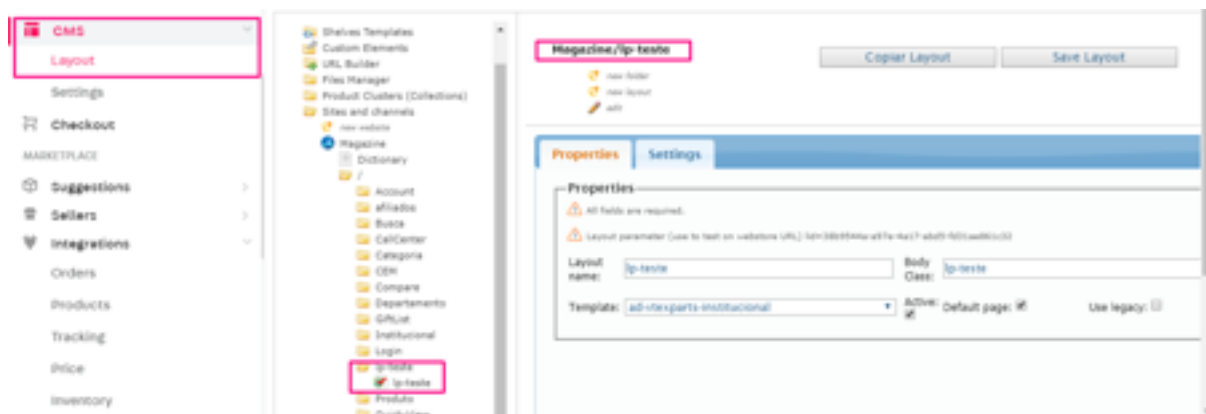 CMS
Layout
Settings
Checkout
MARKETPLACE
Suggestions
Sellers
Integrations
Orders
Products
Tracking
Price
Inventory
Shelves Templates
Custom Elements
URL Builder
Files Manager
Product Clusters (Collections)
Sites and channels
new website
Magazine
Dictionary
/
Account
afiliados
Busca
CallCenter
Categoria
CEM
Compare
Departamento
GiftList
Institucional
Login
lp-teste
lp-teste
Produto
Magazine/lp-teste
new folder
new layout
edit
Copiar Layout
Save Layout
Properties
Settings
Properties
All fields are required.
Layout parameter (use to test on webstore URL)
Layout name: lp-teste
Body Class: lp-teste
Template: ad-vtexparts-institucional
Active:
Default page:
Use legacy: